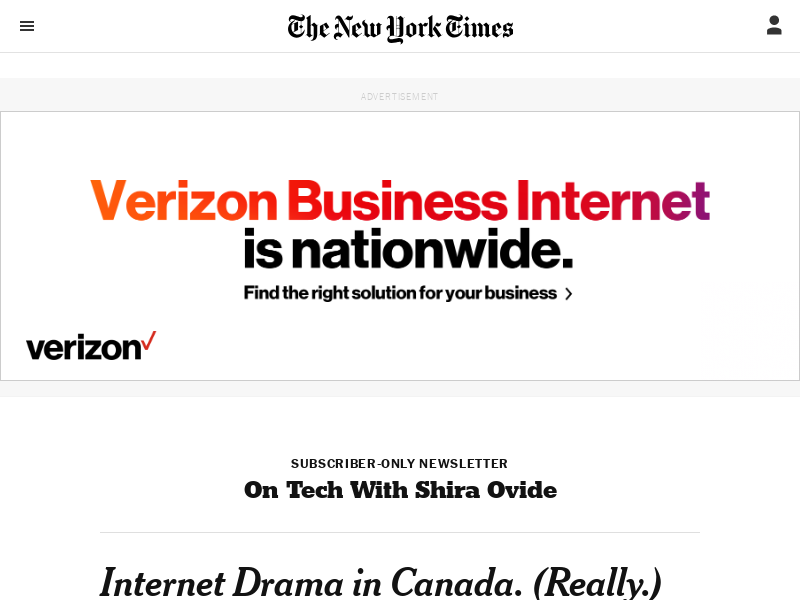 The New York Times
ADVERTISEMENT
Verizon Business Internet
is nationwide.
Find the right solution for your business
verizon
SUBSCRIBER-ONLY NEWSLETTER
On Tech With Shira Ovide
Internet Drama in Canada. (Really.)